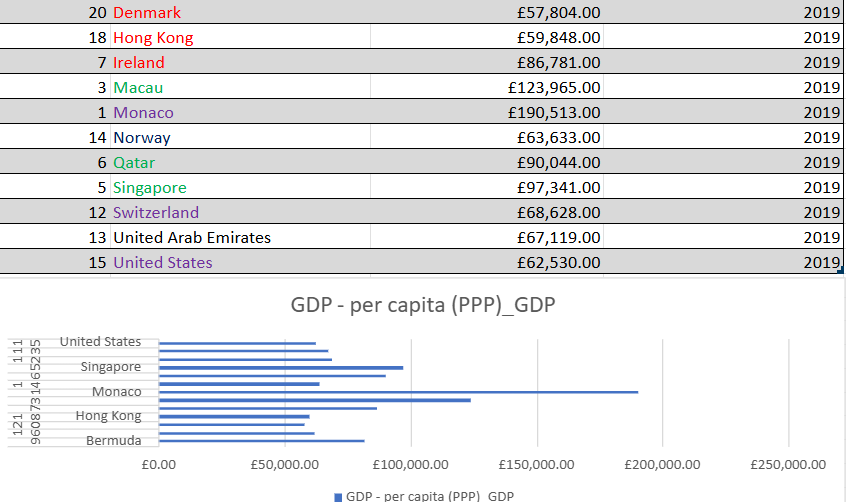 20 Denmark £57,804.00 2019
18 Hong Kong £59,848.00 2019
7 Ireland £86,781.00 2019
3 Macau £123,965.00 2019
1 Monaco £190,513.00 2019
14 Norway £63,633.00 2019
6 Qatar £90,044.00 2019
5 Singapore £97,341.00 2019
12 Switzerland £68,628.00 2019
13 United Arab Emirates £67,119.00 2019
15 United States £62,530.00 2019
GDP - per capita (PPP)_GDP
United States
Singapore
Monaco
Hong Kong
Bermuda
£0.00 £50,000.00 £100,000.00 £150,000.00 £200,000.00 £250,000.00
GDP - per capita (PPP)_GDP